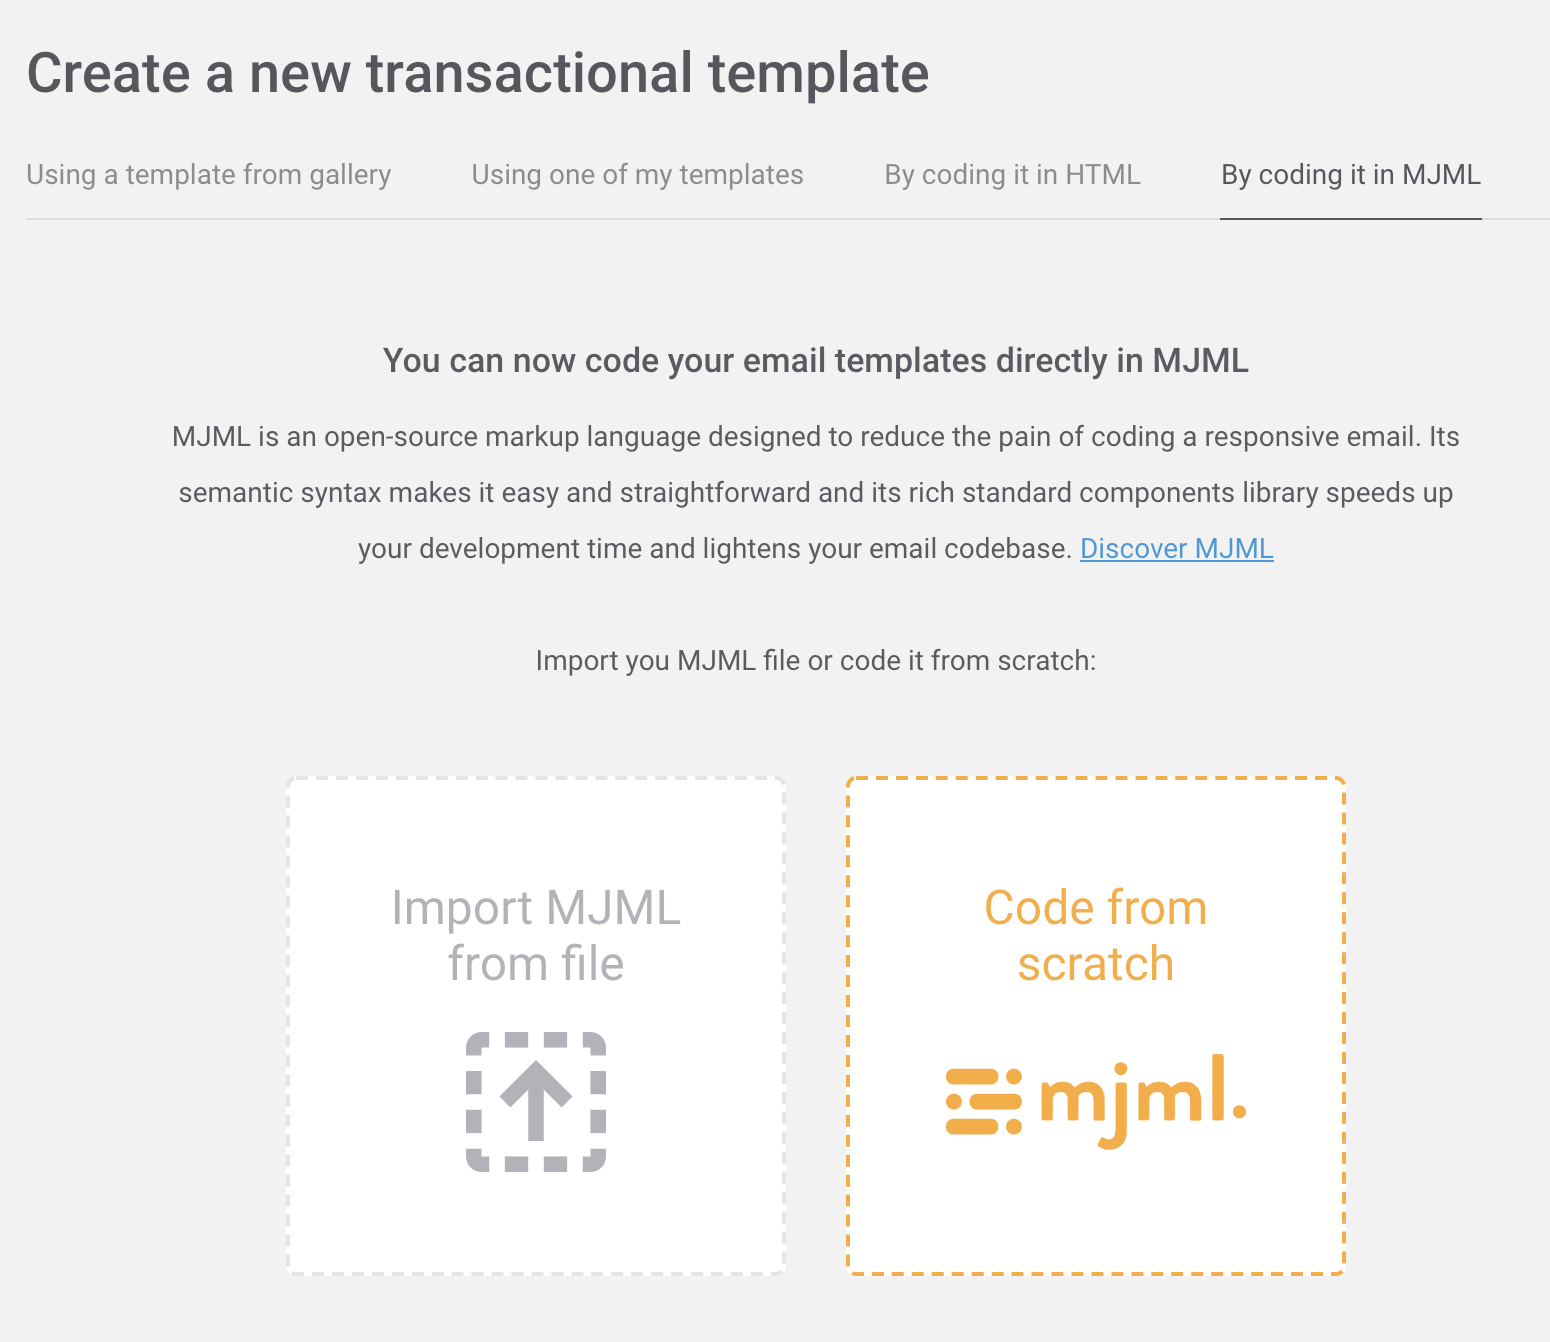 Create a new transactional template
Using a template from gallery
Using one of my templates
By coding it in HTML
By coding it in MJML
You can now code your email templates directly in MJML
MJML is an open-source markup language designed to reduce the pain of coding a responsive email. Its
semantic syntax makes it easy and straightforward and its rich standard components library speeds up
your development time and lightens your email codebase. Discover MJML
Import you MJML file or code it from scratch:
Import MJML
from file
Code from
scratch
mjml.